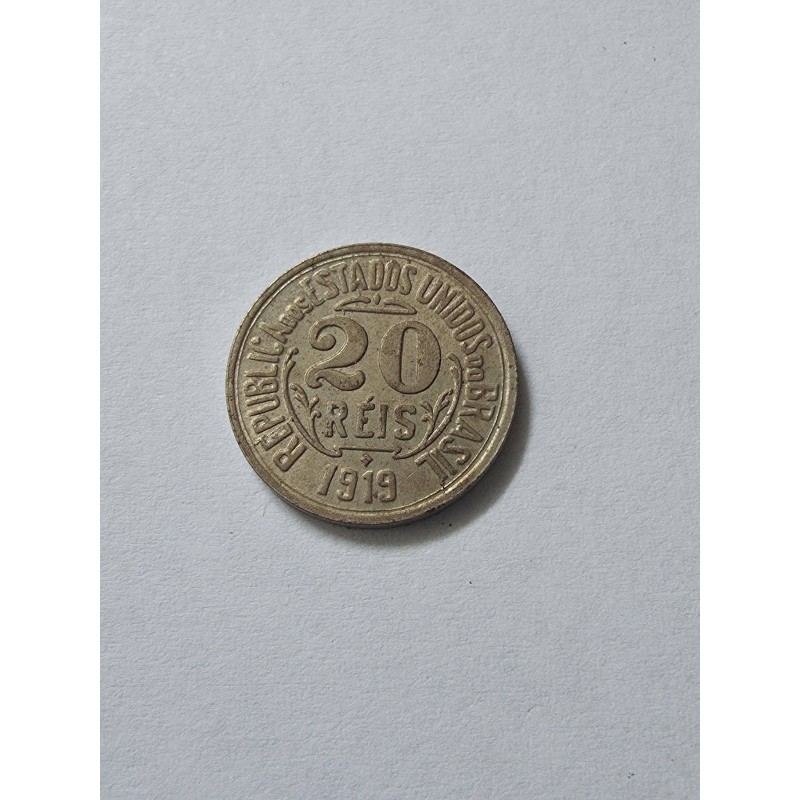 REPUBLICA DOS ESTADOS UNIDOS DO BRASIL
20
RÉIS
1919